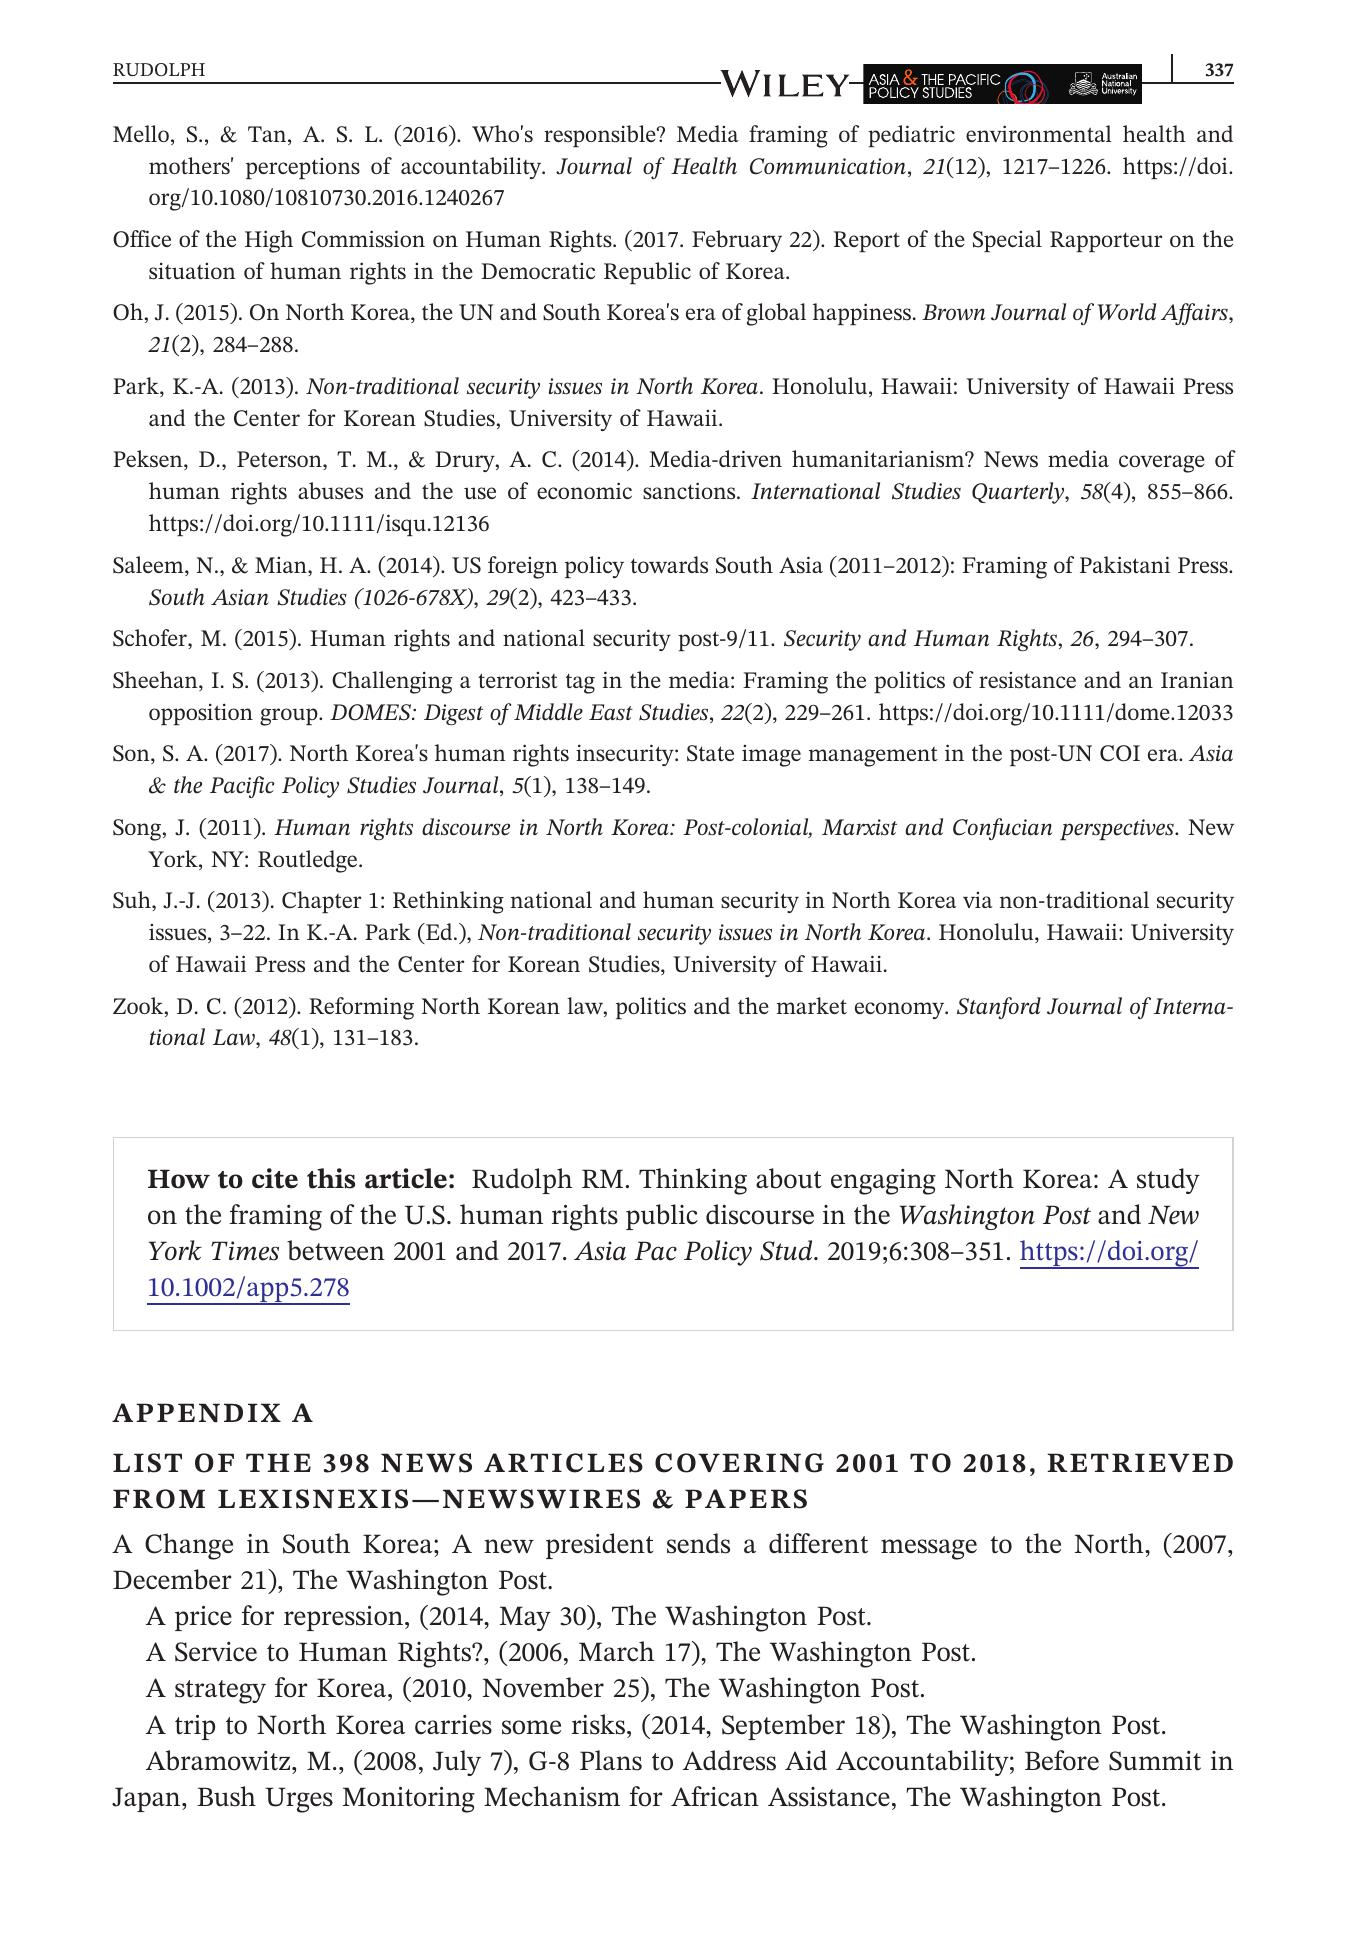 RUDOLPH
WILEY
ASIA & THE PACIFIC
POLICY STUDIES
Australian
National
University
337
Mello, S., & Tan, A. S. L. (2016). Who's responsible? Media framing of pediatric environmental health and
mothers' perceptions of accountability. Journal of Health Communication, 21(12), 1217–1226. https://doi.
org/10.1080/10810730.2016.1240267
Office of the High Commission on Human Rights. (2017. February 22). Report of the Special Rapporteur on the
situation of human rights in the Democratic Republic of Korea.
Oh, J. (2015). On North Korea, the UN and South Korea's era of global happiness. Brown Journal of World Affairs,
21(2), 284–288.
Park, K.-A. (2013). Non-traditional security issues in North Korea. Honolulu, Hawaii: University of Hawaii Press
and the Center for Korean Studies, University of Hawaii.
Peksen, D., Peterson, T. M., & Drury, A. C. (2014). Media-driven humanitarianism? News media coverage of
human rights abuses and the use of economic sanctions. International Studies Quarterly, 58(4), 855–866.
https://doi.org/10.1111/isqu.12136
Saleem, N., & Mian, H. A. (2014). US foreign policy towards South Asia (2011–2012): Framing of Pakistani Press.
South Asian Studies (1026-678X), 29(2), 423–433.
Schofer, M. (2015). Human rights and national security post-9/11. Security and Human Rights, 26, 294–307.
Sheehan, I. S. (2013). Challenging a terrorist tag in the media: Framing the politics of resistance and an Iranian
opposition group. DOMES: Digest of Middle East Studies, 22(2), 229–261. https://doi.org/10.1111/dome.12033
Son, S. A. (2017). North Korea's human rights insecurity: State image management in the post-UN COI era. Asia
& the Pacific Policy Studies Journal, 5(1), 138–149.
Song, J. (2011). Human rights discourse in North Korea: Post-colonial, Marxist and Confucian perspectives. New
York, NY: Routledge.
Suh, J.-J. (2013). Chapter 1: Rethinking national and human security in North Korea via non-traditional security
issues, 3–22. In K.-A. Park (Ed.), Non-traditional security issues in North Korea. Honolulu, Hawaii: University
of Hawaii Press and the Center for Korean Studies, University of Hawaii.
Zook, D. C. (2012). Reforming North Korean law, politics and the market economy. Stanford Journal of Interna-
tional Law, 48(1), 131–183.
How to cite this article: Rudolph RM. Thinking about engaging North Korea: A study
on the framing of the U.S. human rights public discourse in the Washington Post and New
York Times between 2001 and 2017. Asia Pac Policy Stud. 2019;6:308–351. https://doi.org/
10.1002/app5.278
APPENDIX A
LIST OF THE 398 NEWS ARTICLES COVERING 2001 TO 2018, RETRIEVED
FROM LEXISNEXIS—NEWSWIRES & PAPERS
A Change in South Korea; A new president sends a different message to the North, (2007,
December 21), The Washington Post.
A price for repression, (2014, May 30), The Washington Post.
A Service to Human Rights?, (2006, March 17), The Washington Post.
A strategy for Korea, (2010, November 25), The Washington Post.
A trip to North Korea carries some risks, (2014, September 18), The Washington Post.
Abramowitz, M., (2008, July 7), G-8 Plans to Address Aid Accountability; Before Summit in
Japan, Bush Urges Monitoring Mechanism for African Assistance, The Washington Post.